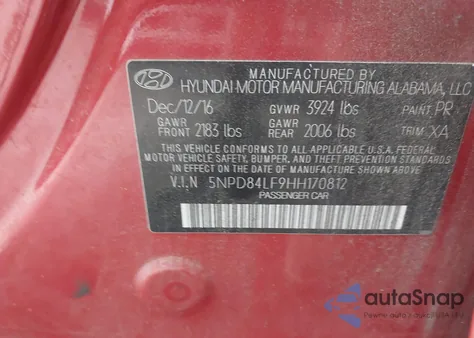 MANUFACTURED BY
HYUNDAI MOTOR MANUFACTURING ALABAMA, LLC
Dec/12/16 GVWR 3924 lbs PAINT PR
GAWR FRONT 2183 lbs GAWR REAR 2006 lbs TRIM XA
THIS VEHICLE CONFORMS TO ALL APPLICABLE U.S.A. FEDERAL
MOTOR VEHICLE SAFETY, BUMPER, AND THEFT PREVENTION STANDARDS
IN EFFECT ON THE DATE OF MANUFACTURE SHOWN ABOVE.
V.I.N 5NPD84LF9HH170812
PASSENGER CAR
autoSnap